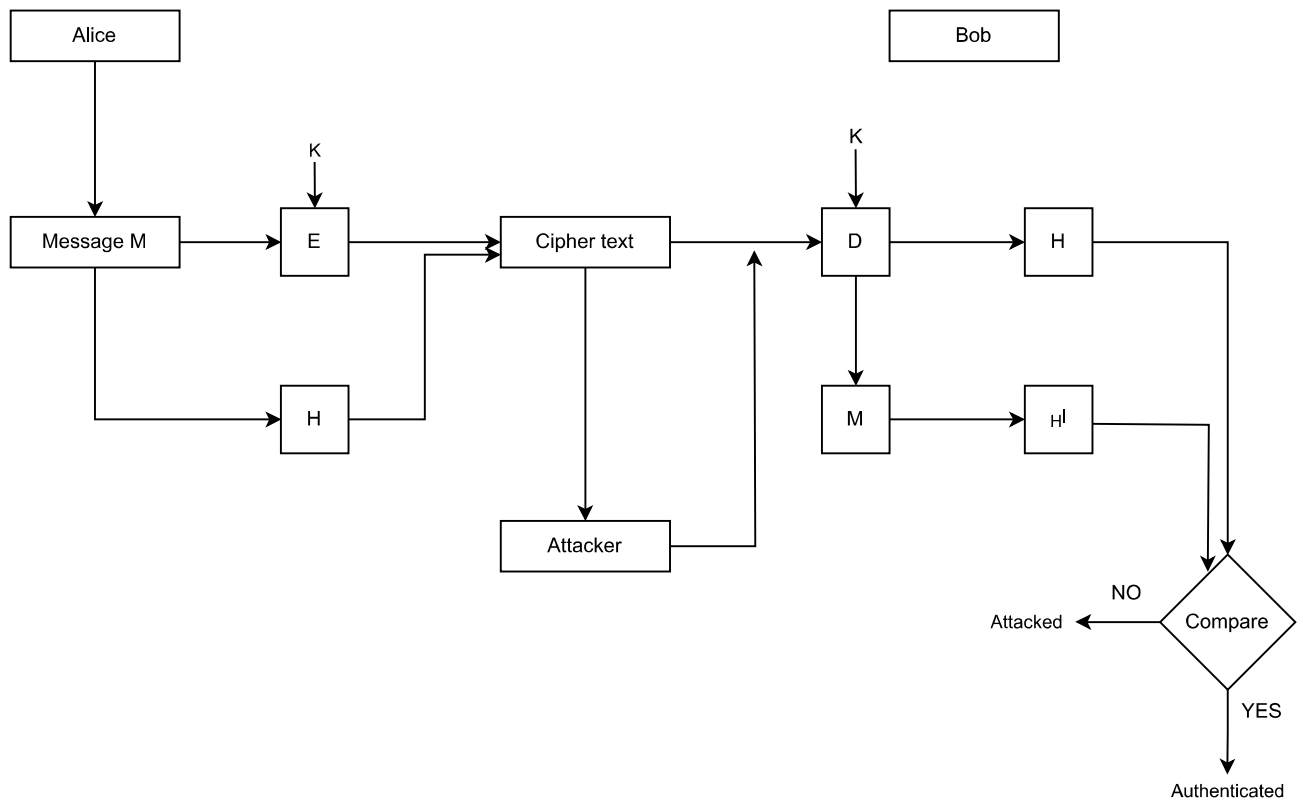 Alice
Bob
K
K
Message M
E
Cipher text
D
H
H
M
H|
Attacker
NO
Attacked
Compare
YES
Authenticated